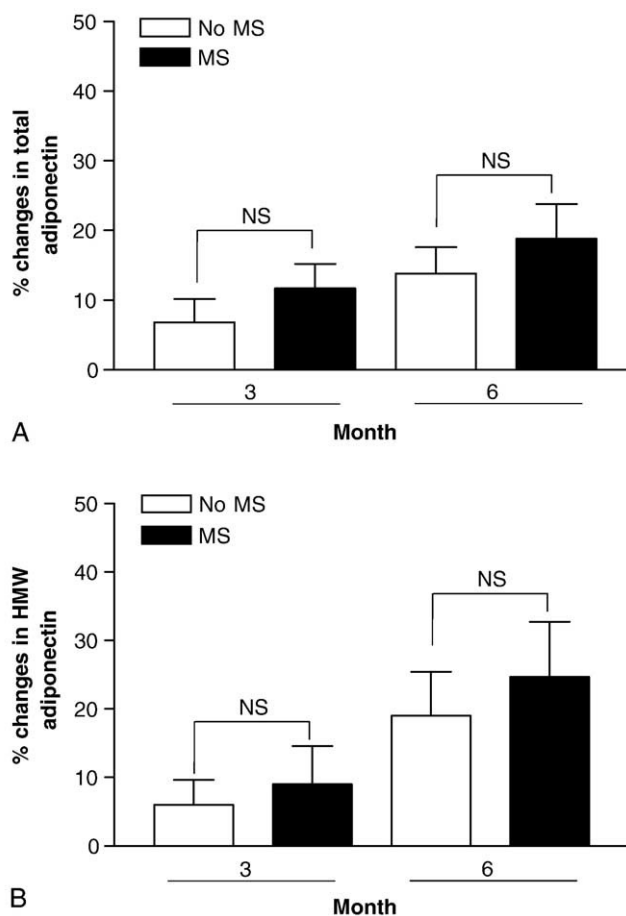 50
40
30
20
10
0
% changes in total
adiponectin
No MS
MS
NS
NS
3
6
Month
A
50
40
30
20
10
0
% changes in HMW
adiponectin
No MS
MS
NS
NS
3
6
Month
B